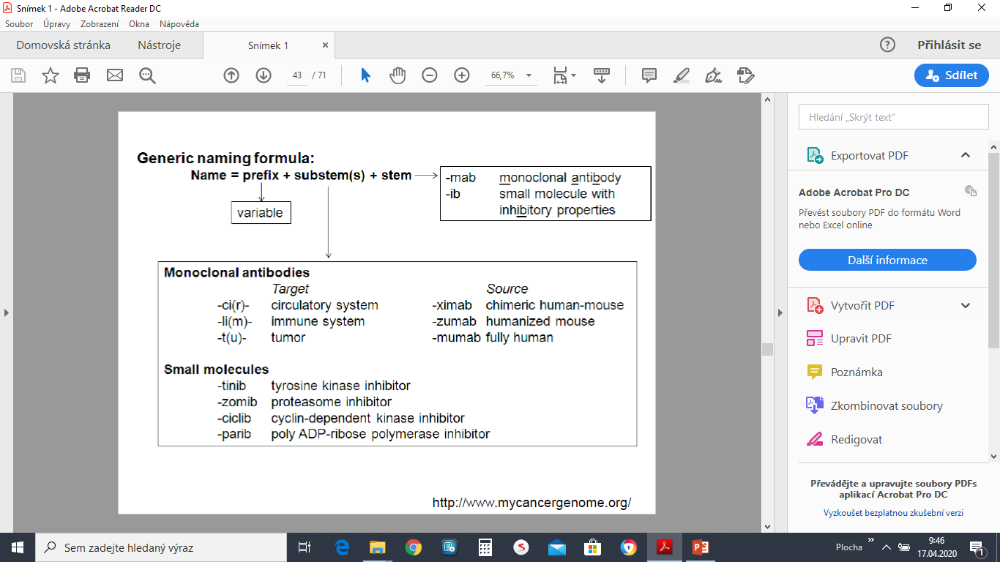 Snímek 1 - Adobe Acrobat Reader DC
Soubor Úpravy Zobrazení Okna Nápověda
Domovská stránka Nástroje Snímek 1 × Přihlásit se
43 / 71 66,7% Sdílet
Generic naming formula:
Name = prefix + substem(s) + stem
variable
-mab monoclonal antibody
-ib small molecule with
inhibitory properties
Monoclonal antibodies
Target Source
-ci(r)- circulatory system -ximab chimeric human-mouse
-li(m)- immune system -zumab humanized mouse
-t(u)- tumor -mumab fully human
Small molecules
-tinib tyrosine kinase inhibitor
-zomib proteasome inhibitor
-ciclib cyclin-dependent kinase inhibitor
-parib poly ADP-ribose polymerase inhibitor
http://www.mycancergenome.org/
Hledání „Skrýt text"
Exportovat PDF
Adobe Acrobat Pro DC
Převést soubory PDF do formátu Word
nebo Excel online
Další informace
Vytvořit PDF
Upravit PDF
Poznámka
Zkombinovat soubory
Redigovat
Převádějte a upravujte soubory PDFs
aplikací Acrobat Pro DC
Vyzkoušet bezplatnou zkušební verzi
Sem zadejte hledaný výraz
Plocha » 9:46
17.04.2020 1